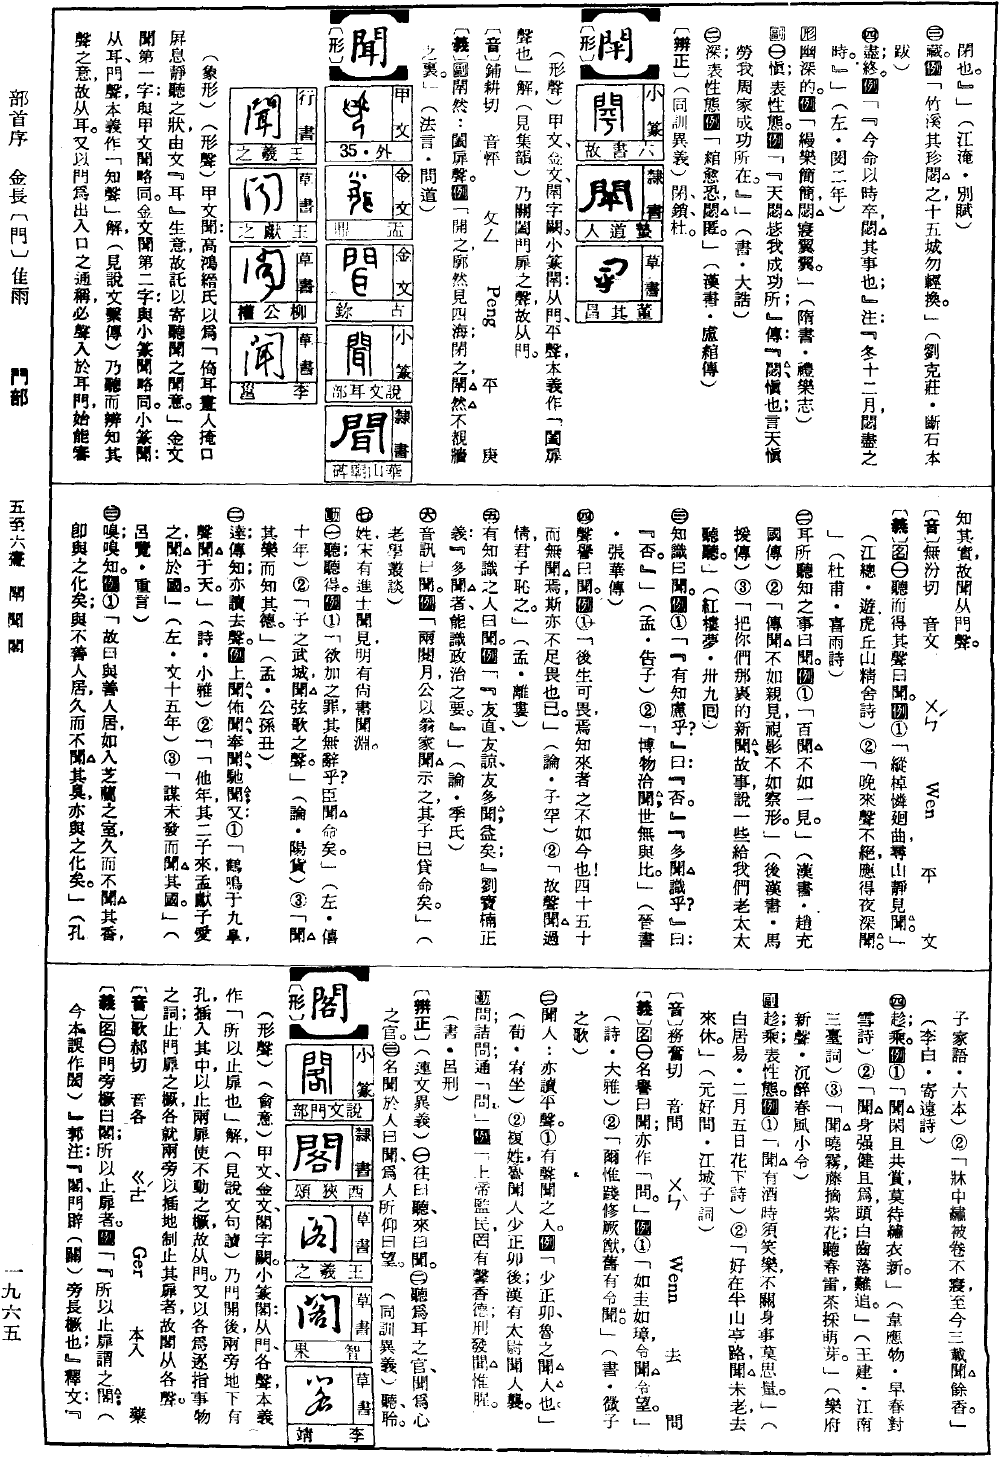 閉也。』」(江淹・別賦)
㊂藏。例「竹溪其珍閟之十五城勿輕換。」(劉克莊・斷石本
跋)
㊃盡;終。例「『今命以時卒,閟其事也』注:『冬十二月閟盡之
時。』」(左・閔二年)
形幽深的。例「縵樂簡簡,閟寢翼翼。」(隋書・禮樂志)
副㊀愼;表性態。例「『天閟毖我成功所』傳:『閟,愼也;言天愼
勞我周家成功所在。』」(書・大誥)
㊁深;表性態。例「綰愈恐,閟匿。」(漢書・盧綰傳)
〔辨正〕(同訓異義)閉、鎖、杜。
閛
〔形〕
小篆
六書故
隸書
蟄道人
草書
董其昌
(形聲)甲文、金文閛字闕。小篆閛:从門,平聲,本義作「闔扉
聲也」解(見集韻)乃關闔門扉之聲,故从門。
〔音〕鋪耕切 音怦 ㄆㄥ Peng 平 庚
〔義〕副閛然:闔扉聲。例「開之廓然見四海,閉之閛然不覩牆
之裏。」(法言・問道)
聞
〔形〕
甲文
外・35
金文
盂鼎
金文
古鉥
小篆
說文耳部
隸書
華山廟碑
行書
王羲之
草書
王獻之
草書
柳公權
草書
李邕
(象形)(形聲)甲文聞:高鴻縉氏以爲「倚耳畫人掩口
屏息靜聽之狀,由文『耳』生意,故託以寄聽聞之聞意。」金文
聞:第一字與甲文聞略同。金文聞第二字與小篆聞略同。小篆聞:
从耳,門聲,本義作「知聲」解(見說文繫傳)乃聽而辨知其
聲之意,故从耳。又以門爲出入口之通稱,必聲入於耳門始能審
知其實,故聞从門聲。
〔音〕無汾切 音文 ㄨㄣˊ Wen 平 文
〔義〕名㊀聽而得其聲曰聞。例①「縱棹憐廻曲,尋山靜見聞。」
(江總・遊虎丘山精舍詩)②「晚來聲不絕,應得夜深聞。
」(杜甫・喜雨詩)
㊁耳所聽知之事曰聞。例①「百聞不如一見。」(漢書・趙充
國傳)②「傳聞不如親見,視影不如察形。」(後漢書・馬
援傳)③「把你們那裏的新聞、故事說一些給我們老太太
聽聽。」(紅樓夢・卅九回)
㊂知識曰聞。例①「『有知慮乎?』曰:『否。』『多聞識乎?』曰:
『否。』」(孟・告子)②「博物洽聞,世無與比。」(晉書
・張華傳)
㊃聲譽曰聞。例①「後生可畏,焉知來者之不如今也!四十五十
而無聞焉,斯亦不足畏也已。」(論・子罕)②「故聲聞過
情,君子恥之。」(孟・離婁)
㊄有知識之人曰聞。例「『友直、友諒、友多聞,益矣』劉寶楠正
義:『多聞者,能識政治之要。』」(論・季氏)
㊅音訊曰聞。例「兩閱月,公以翁家聞示之,其子已貸命矣。」(
老學叢談)
㊆姓,宋有進士聞見,明有尙書聞淵。
動㊀聽;聽得。例①「欲加之罪,其無辭乎?臣聞命矣。」(左・僖
十年)②「子之武城,聞弦歌之聲。」(論・陽貨)③「聞
其樂而知其德。」(孟・公孫丑)
㊁達;傳知;亦讀去聲。例上聞、佈聞、奉聞、馳聞;又①「鶴鳴于九皋,
聲聞于天。」(詩・小雅)②「『他年其二子來,孟獻子愛
之,聞於國。』」(左・文十五年)③「謀未發而聞其國。」(
呂覽・重言)
㊂嗅;嗅知。例①「故曰與善人居,如入芝蘭之室,久而不聞其香,
卽與之化矣;與不善人居,久而不聞其臭,亦與之化矣。」(孔
子家語・六本)②「牀中繡被卷不寢,至今三載聞餘香。」
(李白・寄遠詩)
㊃趁;乘。例①「聞閑且共賞,莫待繡衣新。」(韋應物・早春對
雪詩)②「聞身强健且爲,頭白齒落難追。」(王建・江南
三臺詞)③「聞曉霧,藤摘紫花;聽春雷,茶採萌芽。」(樂府
新聲・沉醉春風小令)
副趁;乘;表性態。例①「聞有酒時須笑樂,不關身事莫思量。」(
白居易・二月五日花下詩)②「好在半山亭路,聞未老去
來休。」(元好問・江城子詞)
〔音〕務奮切 音問 ㄨㄣˋ Wenn 去 問
〔義〕名㊀名譽曰聞;亦作「問。」例①「如圭如璋,令聞令望。」
(詩・大雅)②「爾惟踐修厥猷,舊有令聞。」(書・微子
之歌)
㊁聞人:亦讀平聲。①有聲聞之人。例「少正卯,魯之聞人也。」
(荀・宥坐)②複姓,魯聞人少正卯後;漢有太尉聞人襲。
動問;詰問;通「問。」例「上帝監民,罔有馨香德,刑發聞惟腥。」
(書・呂刑)
〔辨正〕(連文異義)㊀往曰聽,來曰聞。㊁聽爲耳之官,聞爲心
之官。㊂名聞於人曰聞,爲人所仰曰望。 (同訓異義)聽、聆。
閣
〔形〕
小篆
說文門部
隸書
西狹頌
草書
王羲之
草書
智果
草書
李靖
(形聲)(會意)甲文、金文閣字闕。小篆閣:从門,各聲,本義
作「所以止扉也」解(見說文句讀)乃門開後兩旁地下有
孔,插入其中以止兩扉使不動之橛,故从門。又以各爲逐指事物
之詞,止門扉之橛各就兩旁以插地制止其扉者,故閣从各聲。
〔音〕歌郝切 音各 ㄍㄜˊ Ger 本入 藥
〔義〕名㊀門旁橛曰閣;所以止扉者。例「『所以止扉謂之閣(
今本誤作閎)』郭注:『閣,門辟(闢)旁長橛也』釋文:『
部首序 金長〔門〕隹雨 門部 五至六畫 閛聞閣 一九六五